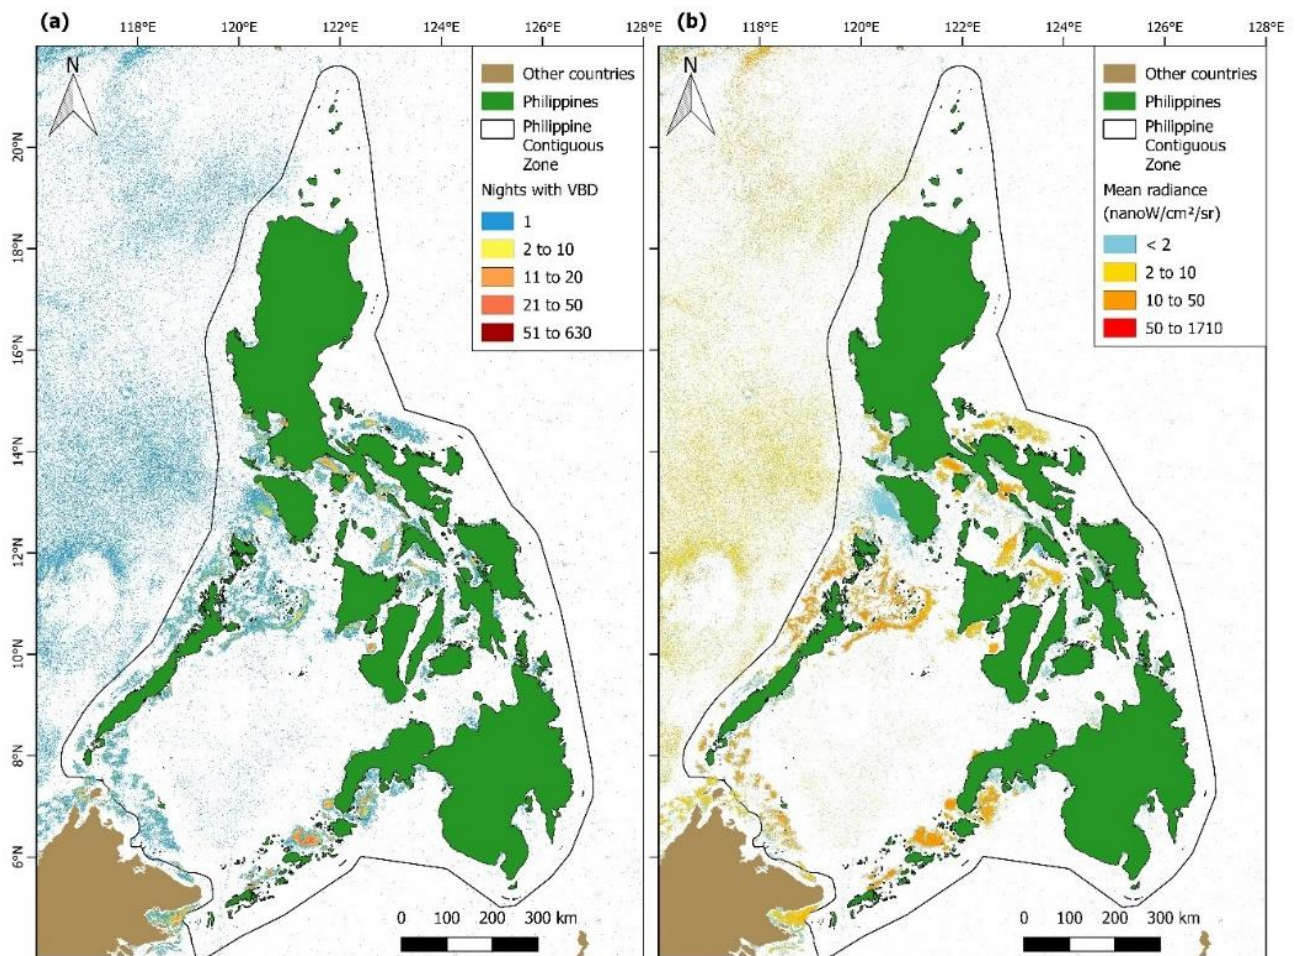 (a)
118°E 120°E 122°E 124°E 126°E 128°E
N
Other countries
Philippines
Philippine
Contiguous
Zone
Nights with VBD
1
2 to 10
11 to 20
21 to 50
51 to 630
20°N
18°N
16°N
14°N
12°N
10°N
8°N
6°N
0 100 200 300 km
(b)
118°E 120°E 122°E 124°E 126°E 128°E
N
Other countries
Philippines
Philippine
Contiguous
Zone
Mean radiance
(nanoW/cm²/sr)
< 2
2 to 10
10 to 50
50 to 1710
0 100 200 300 km